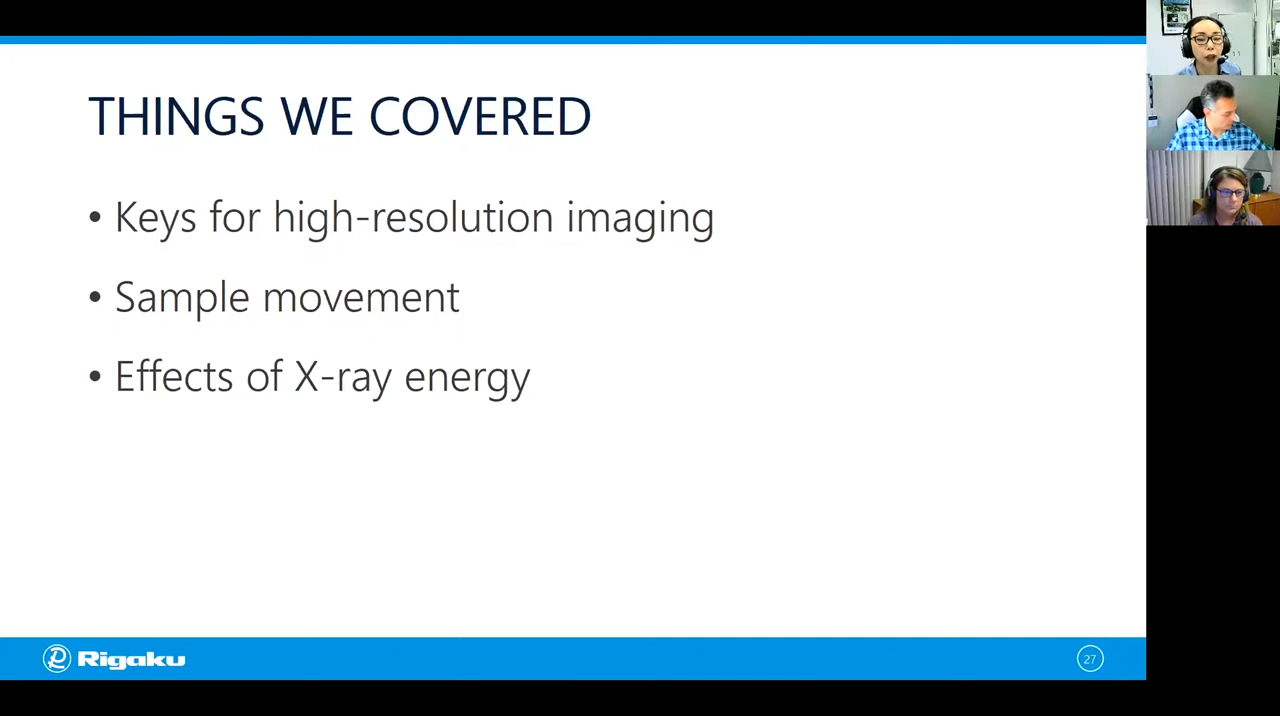 THINGS WE COVERED
• Keys for high-resolution imaging
• Sample movement
• Effects of X-ray energy
Rigaku
27